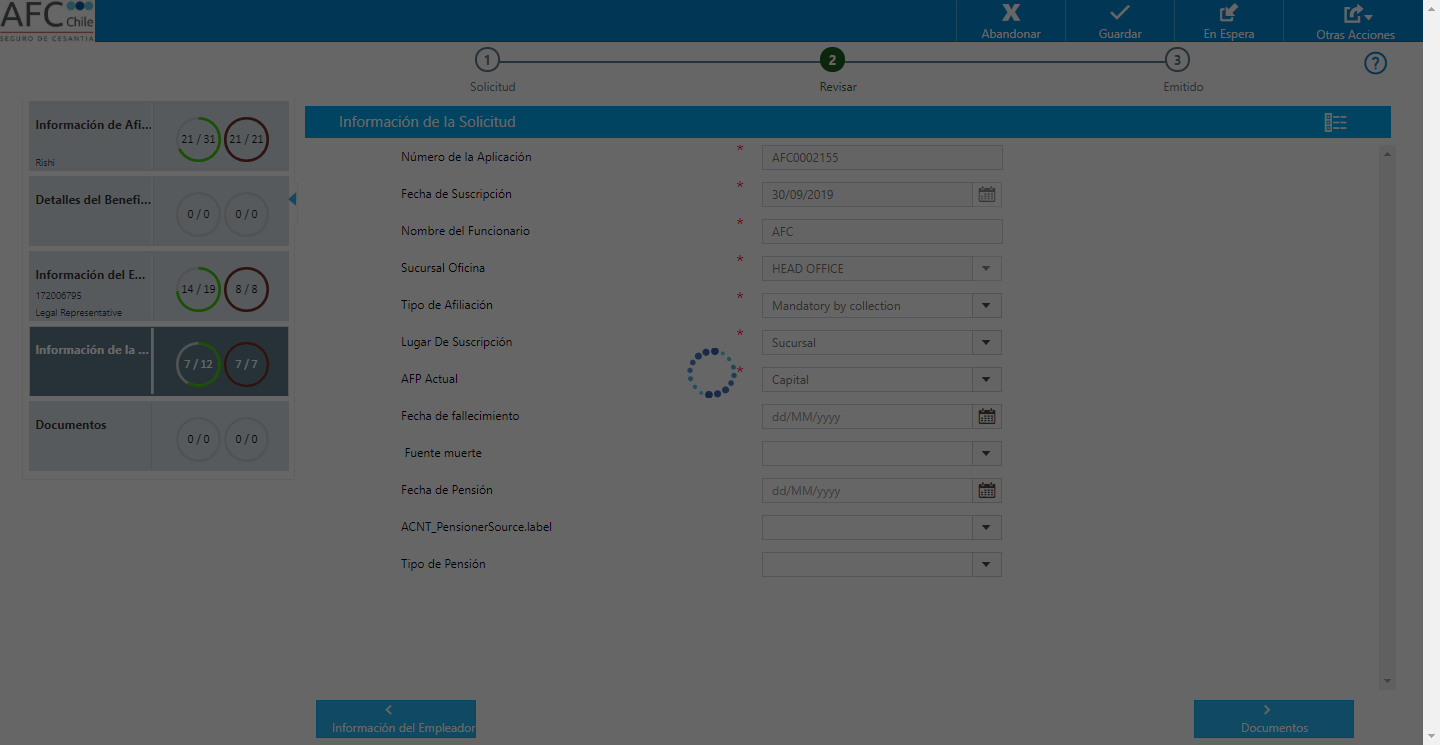 AFC
Chile
SEGURO DE CESANTIA
Abandonar
Guardar
En Espera
Otras Acciones
1
2
3
?
Solicitud
Revisar
Emitido
Información de Afi...
21 / 31
21 / 21
Rishi
Detalles del Benefi...
0 / 0
0 / 0
Información del E...
172006795
Legal Representative
14 / 19
8 / 8
Información de la ...
7 / 12
7 / 7
Documentos
0 / 0
0 / 0
Información de la Solicitud
Número de la Aplicación * AFC0002155
Fecha de Suscripción * 30/09/2019
Nombre del Funcionario * AFC
Sucursal Oficina * HEAD OFFICE
Tipo de Afiliación * Mandatory by collection
Lugar De Suscripción * Sucursal
AFP Actual * Capital
Fecha de fallecimiento dd/MM/yyyy
Fuente muerte
Fecha de Pensión dd/MM/yyyy
ACNT_PensionerSource.label
Tipo de Pensión
Información del Empleador
Documentos